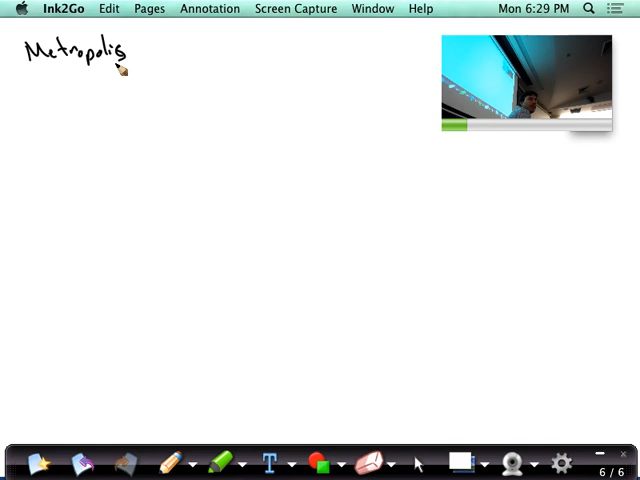 Ink2Go Edit Pages Annotation Screen Capture Window Help Mon 6:29 PM
Metropolis
T
6 / 6